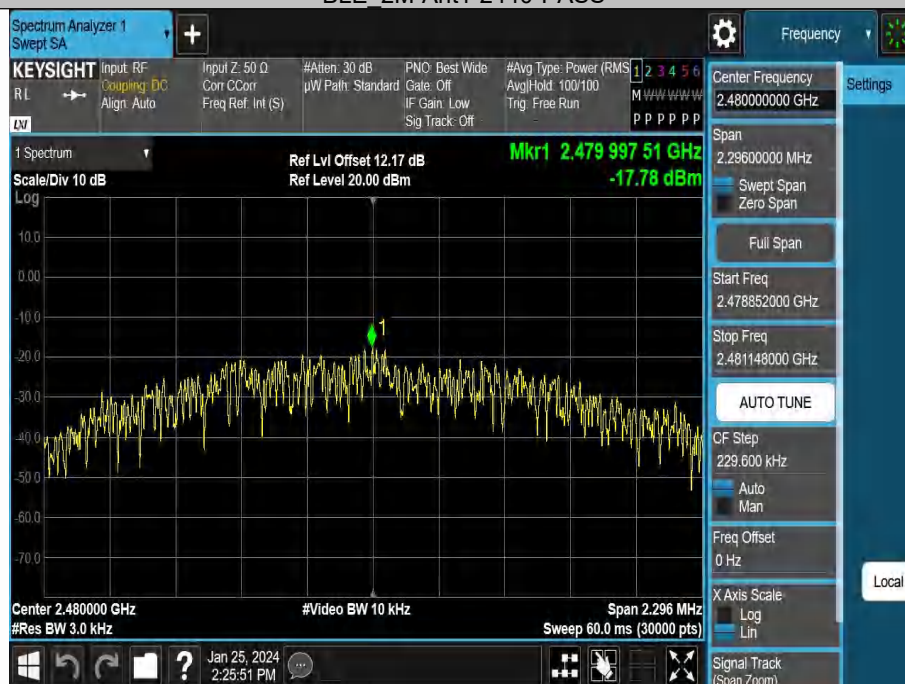 Spectrum Analyzer 1
Swept SA
Frequency
KEYSIGHT
RL
LXI
Input: RF
Coupling: DC
Align: Auto
Input Z: 50 Ω
Corr CCorr
Freq Ref: Int (S)
#Atten: 30 dB
µW Path: Standard
PNO: Best Wide
Gate: Off
IF Gain: Low
Sig Track: Off
#Avg Type: Power (RMS
Avg|Hold: 100/100
Trig: Free Run
1 2 3 4 5 6
M W W W W W
P P P P P P
1 Spectrum
Scale/Div 10 dB
Log
Ref Lvl Offset 12.17 dB
Ref Level 20.00 dBm
Mkr1 2.479 997 51 GHz
-17.78 dBm
10.0
0.00
-10.0
-20.0
-30.0
-40.0
-50.0
-60.0
-70.0
1
Center 2.480000 GHz
#Res BW 3.0 kHz
#Video BW 10 kHz
Span 2.296 MHz
Sweep 60.0 ms (30000 pts)
Jan 25, 2024
2:25:51 PM
Center Frequency
2.480000000 GHz
Span
2.29600000 MHz
Swept Span
Zero Span
Full Span
Start Freq
2.478852000 GHz
Stop Freq
2.481148000 GHz
AUTO TUNE
CF Step
229.600 kHz
Auto
Man
Freq Offset
0 Hz
X Axis Scale
Log
Lin
Signal Track
(Span Zoom)
Settings
Local